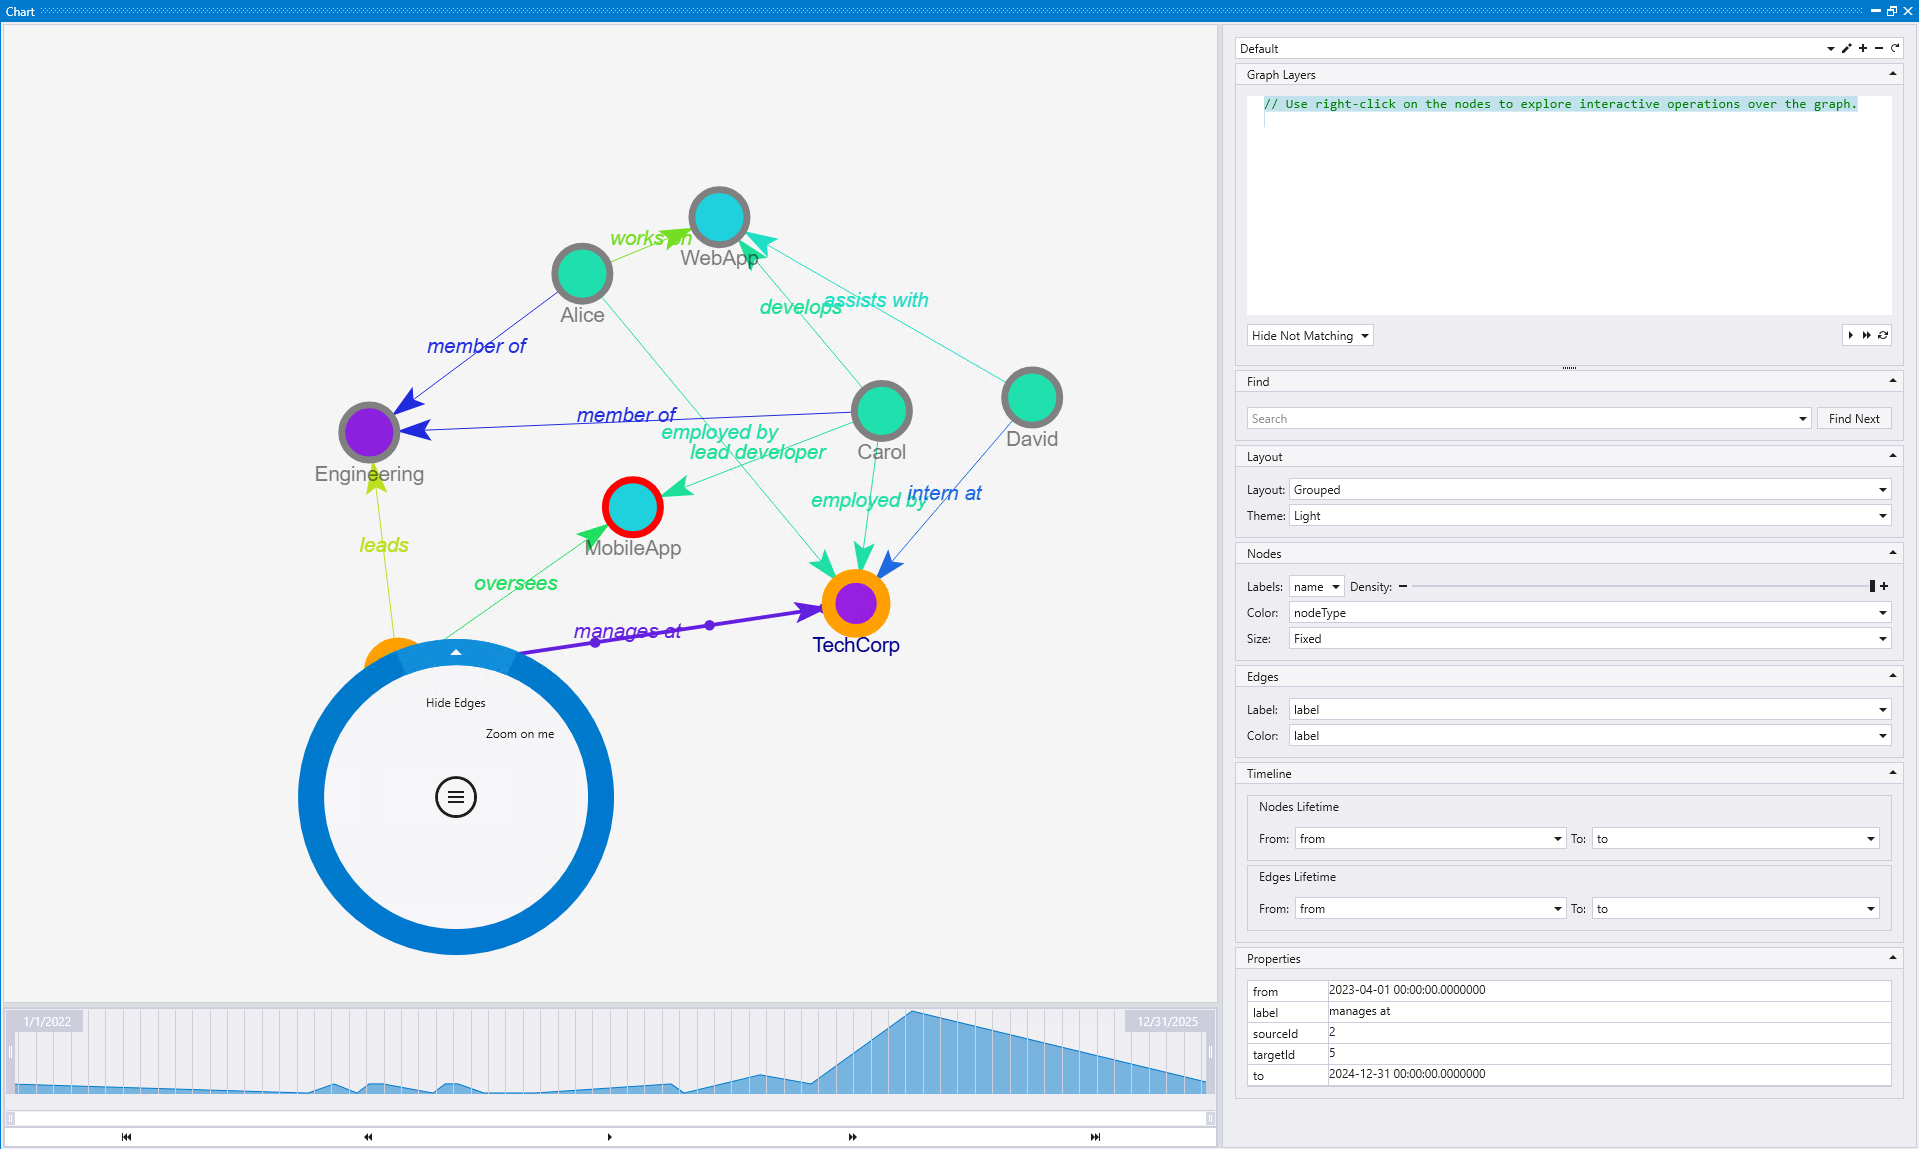 Chart
works on
WebApp
Alice
develops
assists with
member of
member of
employed by
lead developer
Carol
David
Engineering
employed by
intern at
leads
MobileApp
oversees
manages at
TechCorp
Hide Edges
Zoom on me
1/1/2022
12/31/2025
Default
Graph Layers
// Use right-click on the nodes to explore interactive operations over the graph.
Hide Not Matching
Find
Search
Find Next
Layout
Layout: Grouped
Theme: Light
Nodes
Labels: name Density:
Color: nodeType
Size: Fixed
Edges
Label: label
Color: label
Timeline
Nodes Lifetime
From: from To: to
Edges Lifetime
From: from To: to
Properties
from 2023-04-01 00:00:00.0000000
label manages at
sourceId 2
targetId 5
to 2024-12-31 00:00:00.0000000